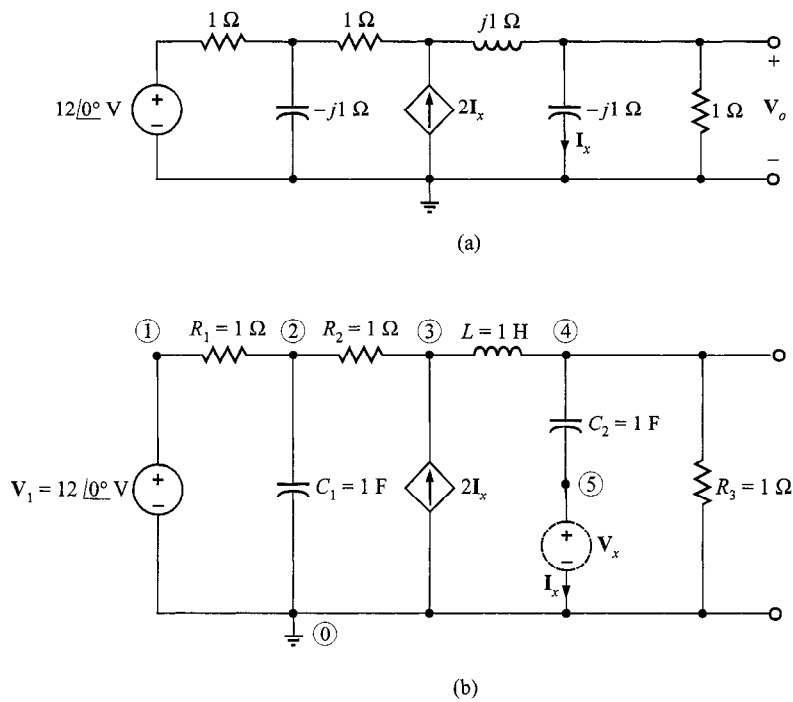 1 Ω 1 Ω j1 Ω
12/0° V + − −j1 Ω 2Iₓ −j1 Ω Iₓ 1 Ω + Vₒ −
(a)
① R₁ = 1 Ω ② R₂ = 1 Ω ③ L = 1 H ④
C₂ = 1 F
V₁ = 12 /0° V + − C₁ = 1 F 2Iₓ ⑤ R₃ = 1 Ω
+ − Vₓ
Iₓ
⓪
(b)